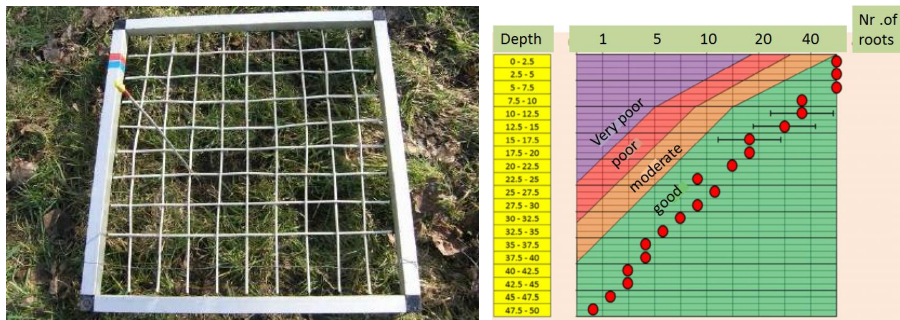 Depth 1 5 10 20 40 Nr .of
roots
0 - 2.5
2.5 - 5
5 - 7.5
7.5 - 10
10 - 12.5
12.5 - 15
15 - 17.5
17.5 - 20
20 - 22.5
22.5 - 25
25 - 27.5
27.5 - 30
30 - 32.5
32.5 - 35
35 - 37.5
37.5 - 40
40 - 42.5
42.5 - 45
45 - 47.5
47.5 - 50
Very poor
poor
moderate
good